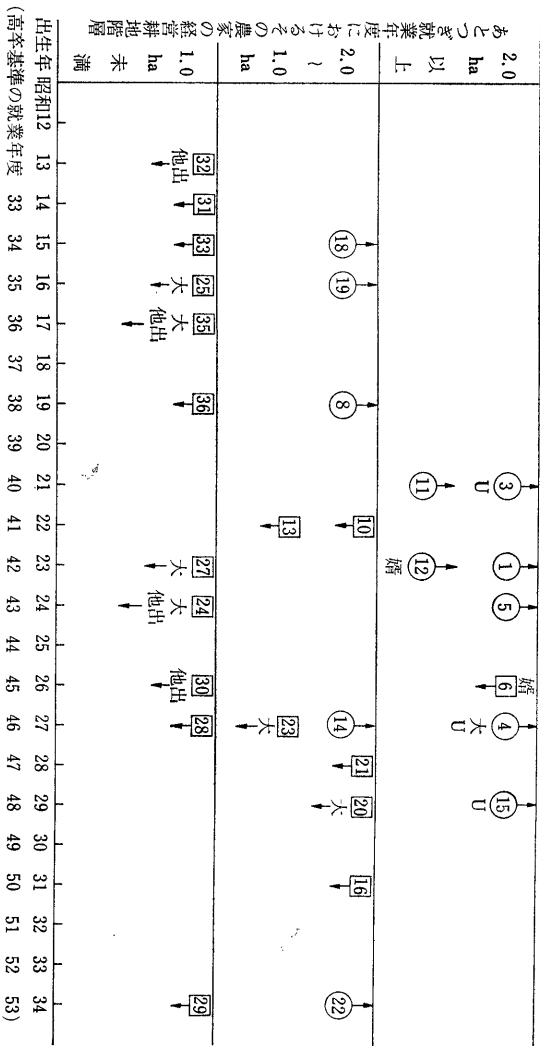 あとつぎ就業年度におけるその農家の経営耕地階層
2.0
ha
以
上
3
U
11
1
12
婿
5
婿
6
4
大
U
15
U
2.0
～
1.0
ha
18
19
8
10
13
14
23
大
21
20
大
16
22
1.0
ha
未
満
32
他出
31
33
25
大
35
大
他出
36
27
大
24
大
他出
30
他出
28
29
出生年 昭和12 13 14 15 16 17 18 19 20 21 22 23 24 25 26 27 28 29 30 31 32 33 34
(高卒基準の就業年度 33 34 35 36 37 38 39 40 41 42 43 44 45 46 47 48 49 50 51 52 53)